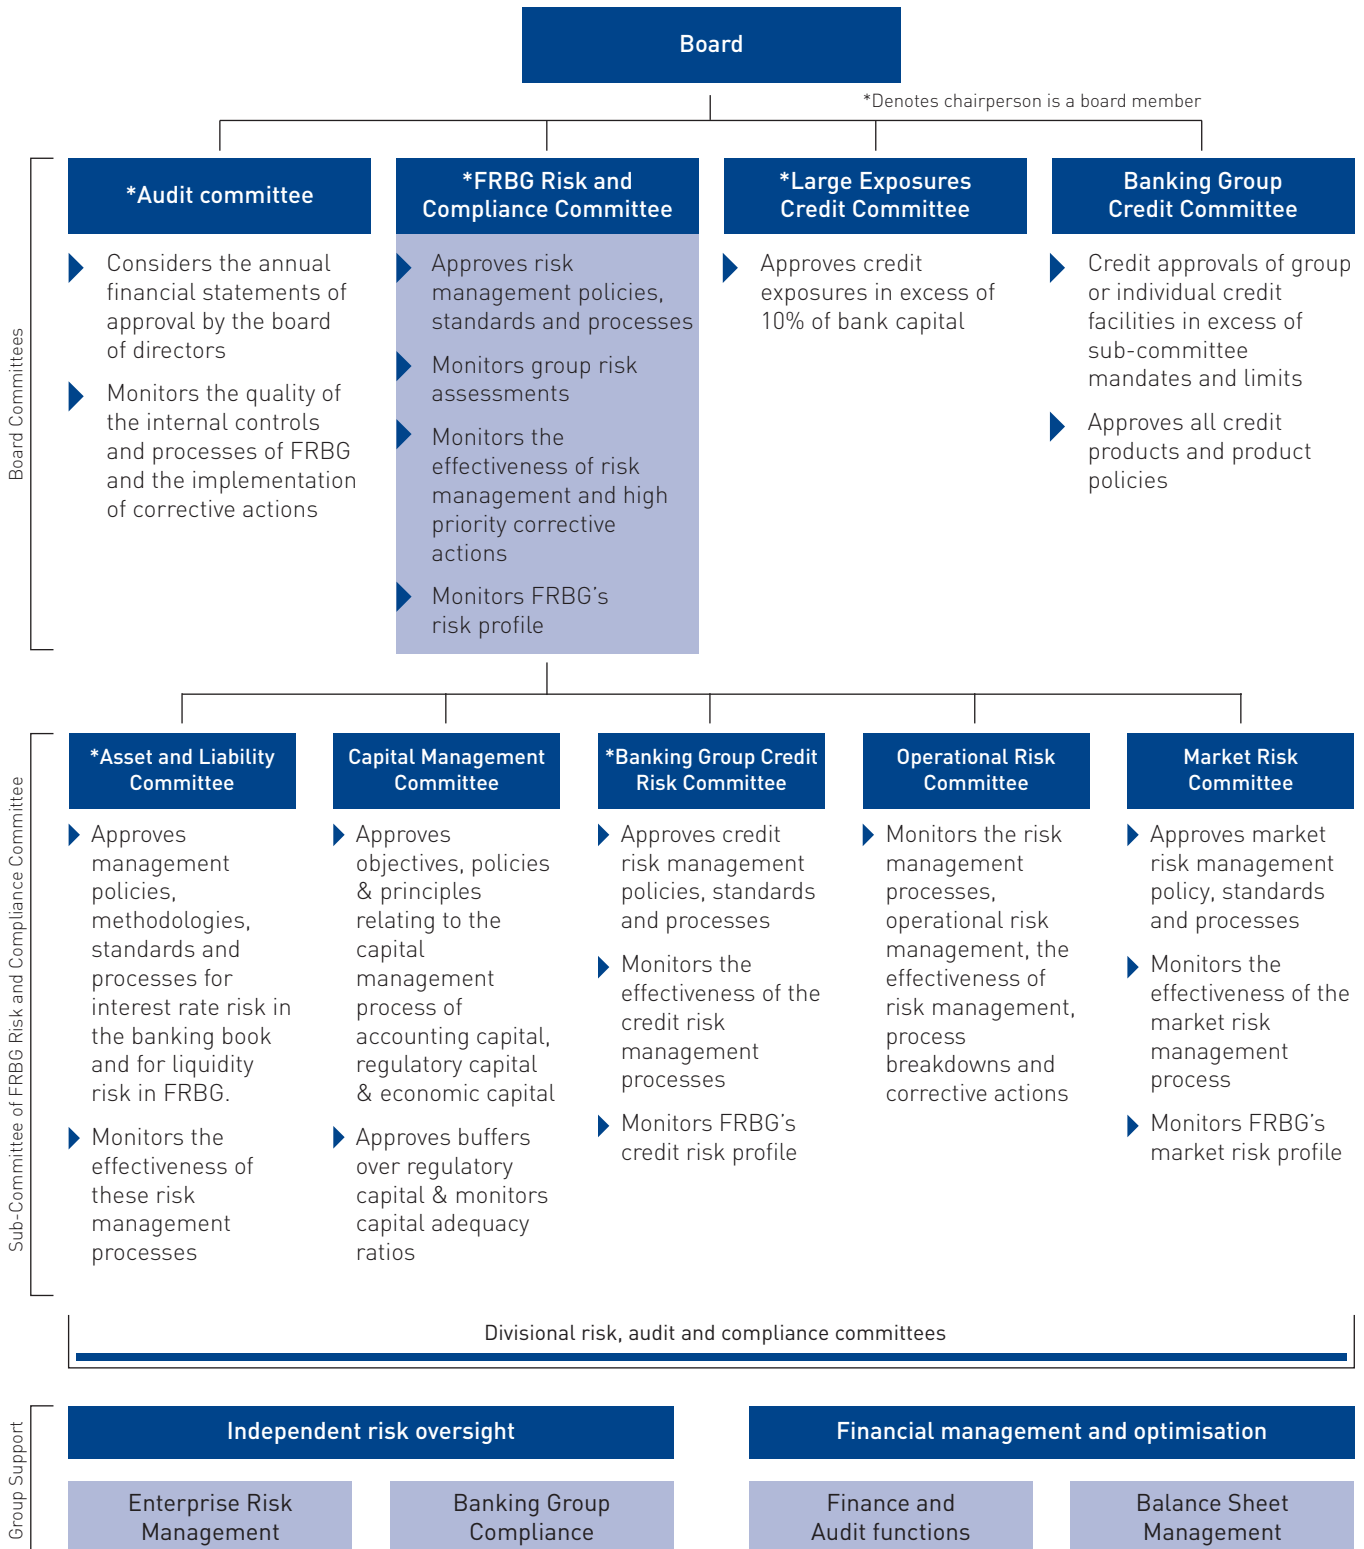 Board
*Denotes chairperson is a board member
Board Committees
*Audit committee
Considers the annual
financial statements of
approval by the board
of directors
Monitors the quality of
the internal controls
and processes of FRBG
and the implementation
of corrective actions
*FRBG Risk and
Compliance Committee
Approves risk
management policies,
standards and processes
Monitors group risk
assessments
Monitors the
effectiveness of risk
management and high
priority corrective
actions
Monitors FRBG's
risk profile
*Large Exposures
Credit Committee
Approves credit
exposures in excess of
10% of bank capital
Banking Group
Credit Committee
Credit approvals of group
or individual credit
facilities in excess of
sub-committee
mandates and limits
Approves all credit
products and product
policies
Sub-Committee of FRBG Risk and Compliance Committee
*Asset and Liability
Committee
Approves
management
policies,
methodologies,
standards and
processes for
interest rate risk in
the banking book
and for liquidity
risk in FRBG.
Monitors the
effectiveness of
these risk
management
processes
Capital Management
Committee
Approves
objectives, policies
& principles
relating to the
capital
management
process of
accounting capital,
regulatory capital
& economic capital
Approves buffers
over regulatory
capital & monitors
capital adequacy
ratios
*Banking Group Credit
Risk Committee
Approves credit
risk management
policies, standards
and processes
Monitors the
effectiveness of the
credit risk
management
processes
Monitors FRBG's
credit risk profile
Operational Risk
Committee
Monitors the risk
management
processes,
operational risk
management, the
effectiveness of
risk management,
process
breakdowns and
corrective actions
Market Risk
Committee
Approves market
risk management
policy, standards
and processes
Monitors the
effectiveness of the
market risk
management
process
Monitors FRBG's
market risk profile
Divisional risk, audit and compliance committees
Group Support
Independent risk oversight
Enterprise Risk
Management
Banking Group
Compliance
Financial management and optimisation
Finance and
Audit functions
Balance Sheet
Management